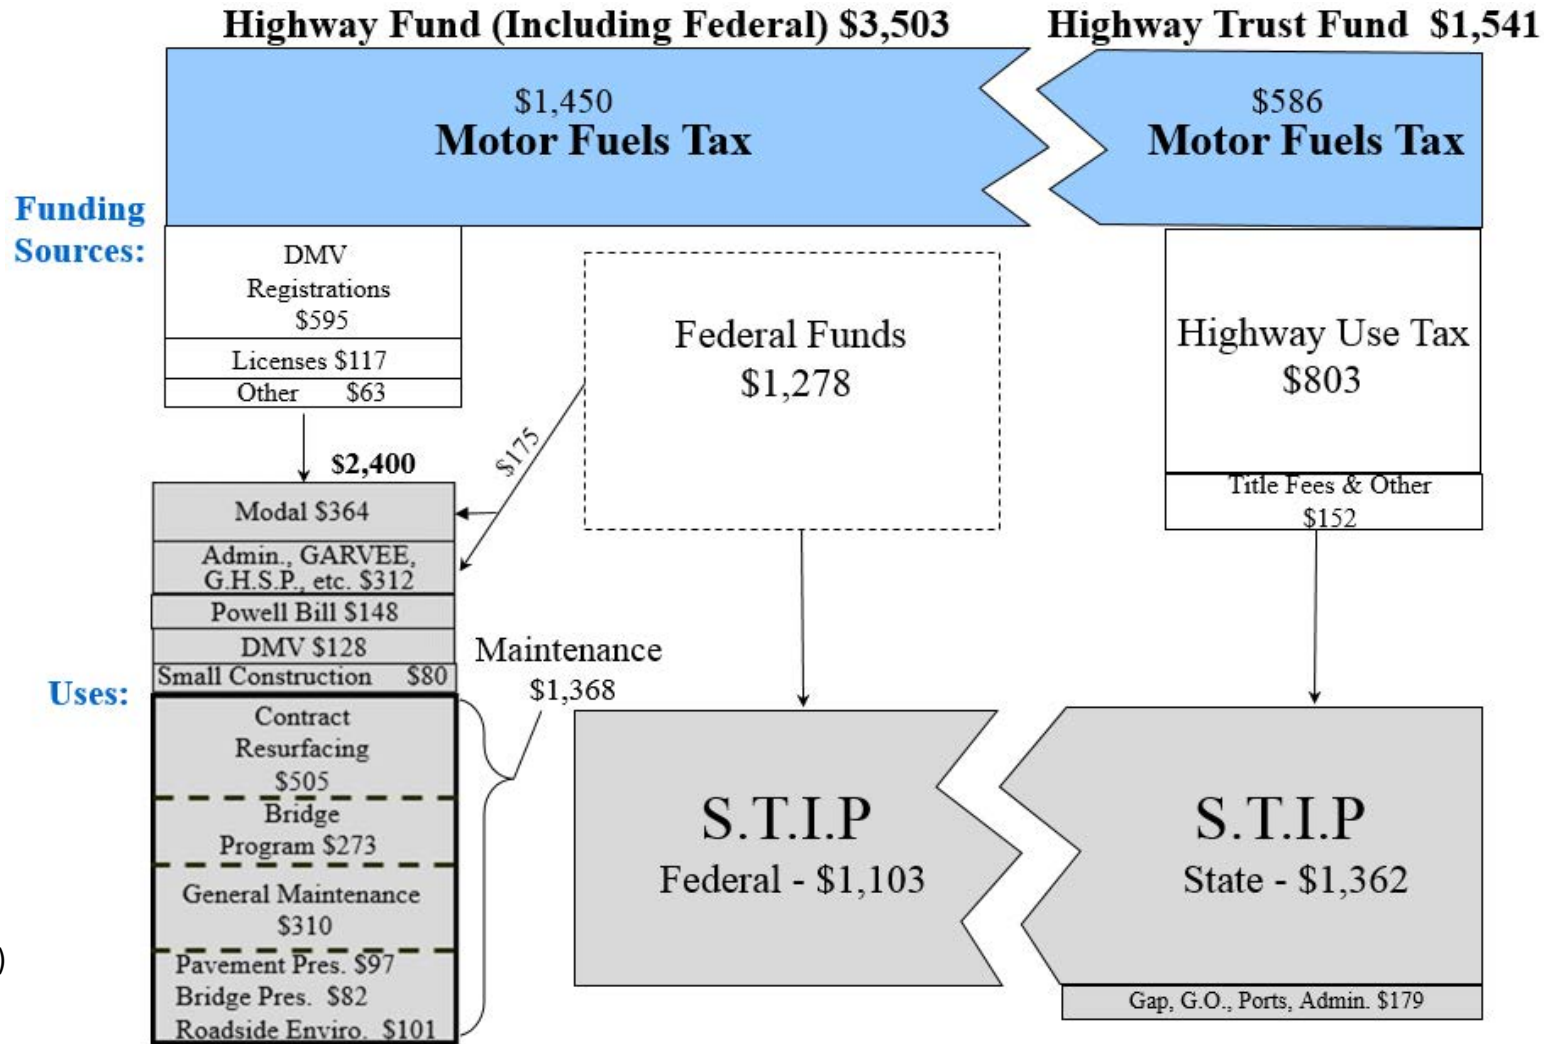 Highway Fund (Including Federal) $3,503
Highway Trust Fund $1,541
$1,450
Motor Fuels Tax
$586
Motor Fuels Tax
Funding
Sources:
DMV
Registrations
$595
Licenses $117
Other $63
Federal Funds
$1,278
Highway Use Tax
$803
Title Fees & Other
$152
$175
$2,400
Uses:
Modal $364
Admin., GARVEE,
G.H.S.P., etc. $312
Powell Bill $148
DMV $128
Small Construction $80
Maintenance
$1,368
Contract
Resurfacing
$505
Bridge
Program $273
General Maintenance
$310
Pavement Pres. $97
Bridge Pres. $82
Roadside Enviro. $101
S.T.I.P
Federal - $1,103
S.T.I.P
State - $1,362
Gap, G.O., Ports, Admin. $179
)